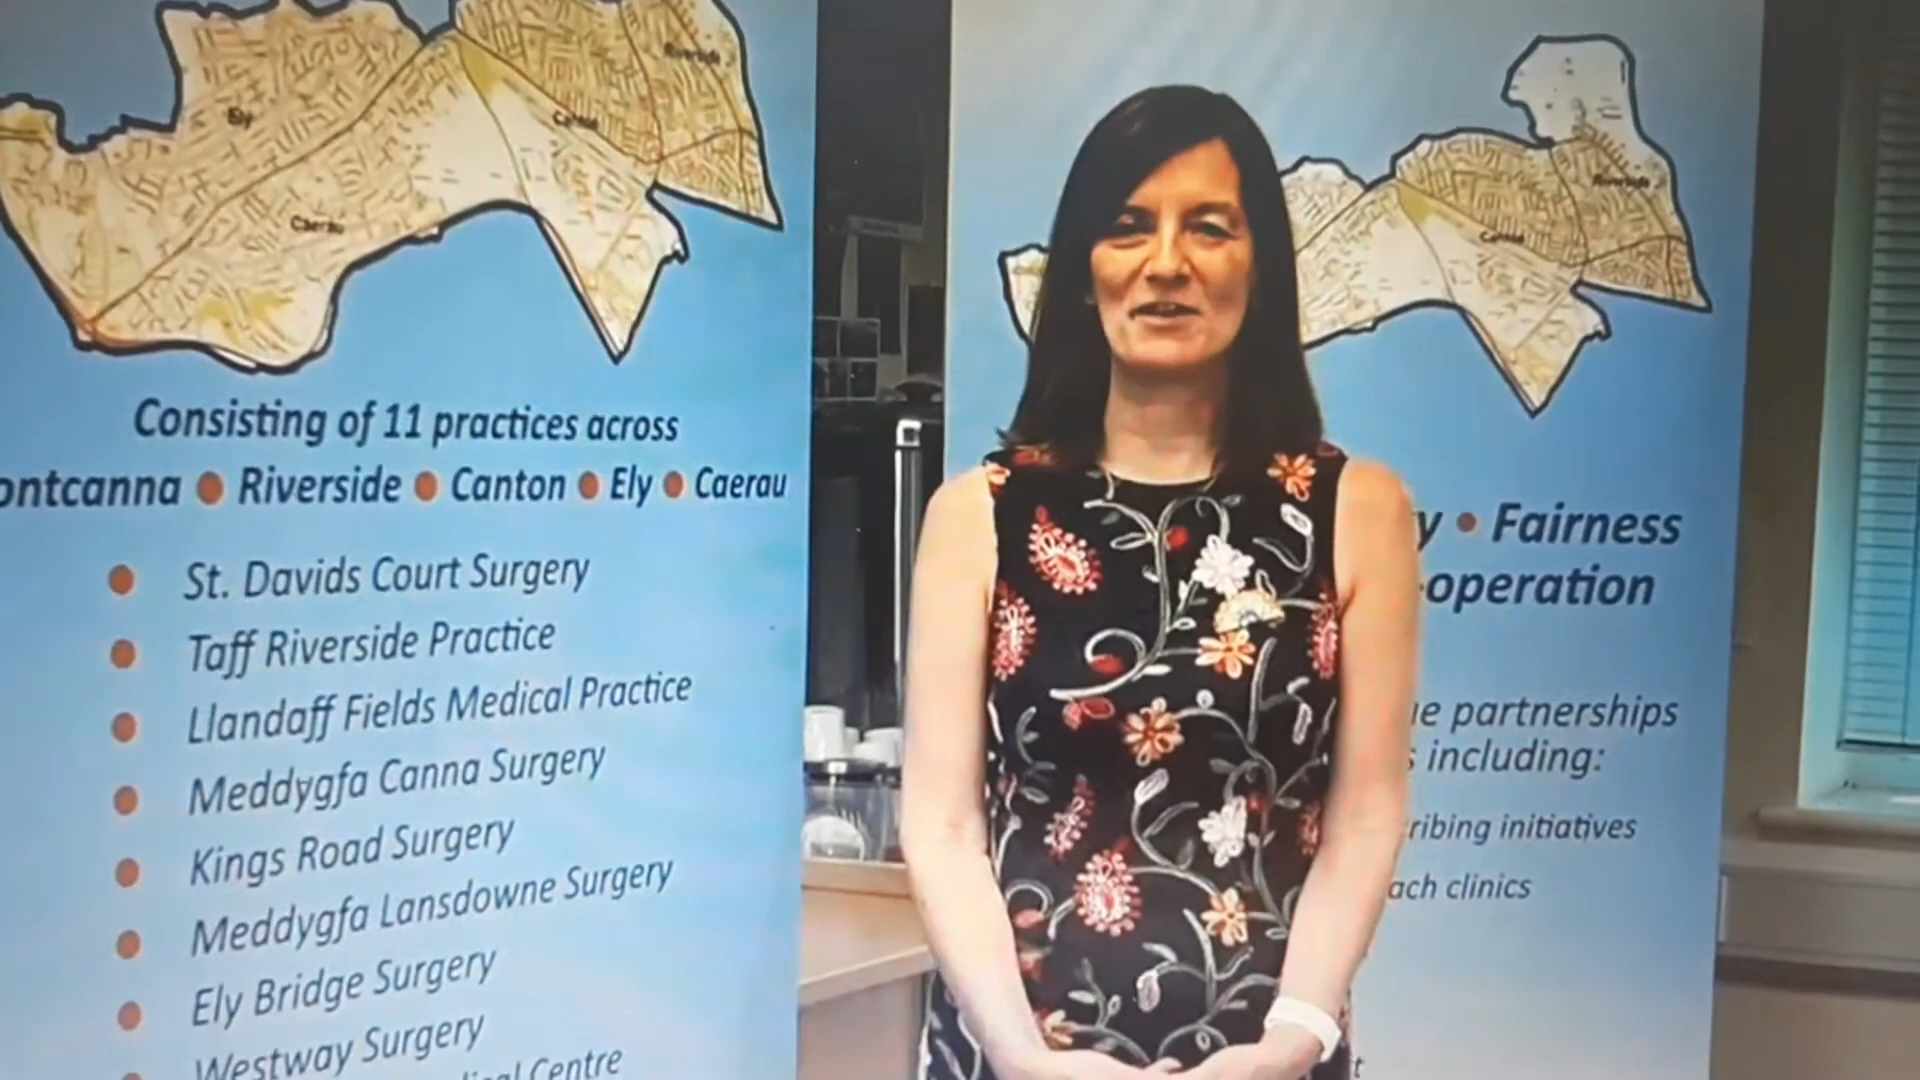 Riverside
Ely
Canton
Caerau
Consisting of 11 practices across
ontcanna • Riverside • Canton • Ely • Caerau
• St. Davids Court Surgery
• Taff Riverside Practice
• Llandaff Fields Medical Practice
• Meddygfa Canna Surgery
• Kings Road Surgery
• Meddygfa Lansdowne Surgery
• Ely Bridge Surgery
• Westway Surgery
Centre
Riverside
Canton
y • Fairness
-operation
ue partnerships
s including:
ribing initiatives
ach clinics
t